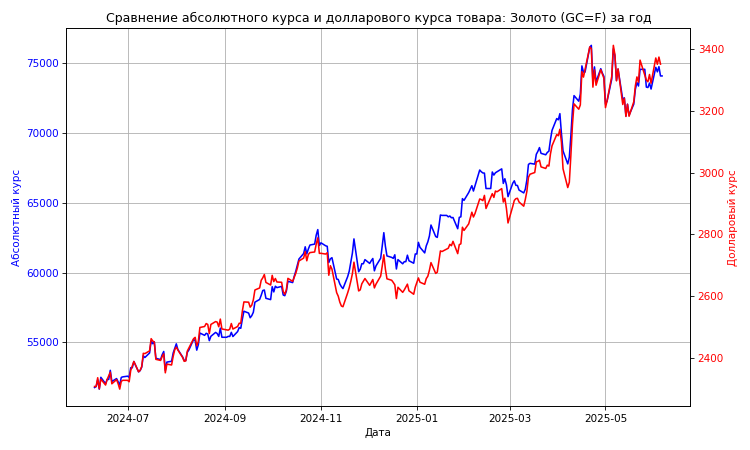 Сравнение абсолютного курса и долларового курса товара: Золото (GC=F) за год
Абсолютный курс
75000
70000
65000
60000
55000
3400
3200
3000
2800
2600
2400
Долларовый курс
2024-07 2024-09 2024-11 2025-01 2025-03 2025-05
Дата